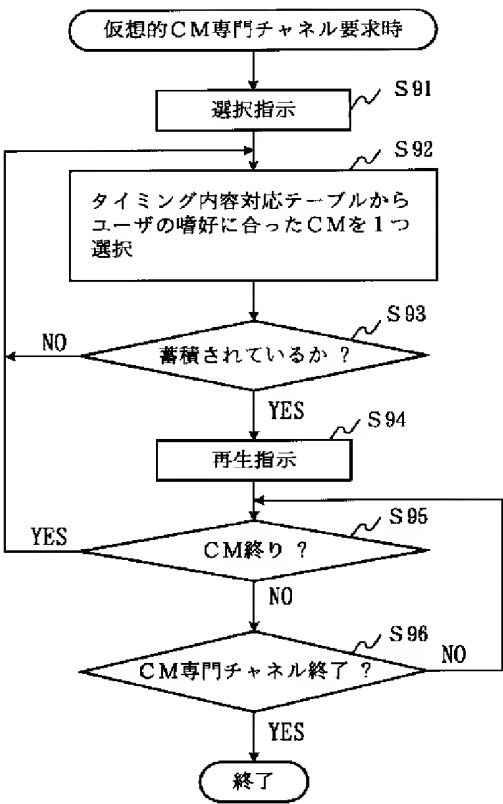 仮想的CM専門チャネル要求時
S91
選択指示
S92
タイミング内容対応テーブルから
ユーザの嗜好に合ったCMを1つ
選択
S93
NO
蓄積されているか ?
YES
S94
再生指示
S95
YES
CM終り ?
NO
S96
CM専門チャネル終了 ?
NO
YES
終了